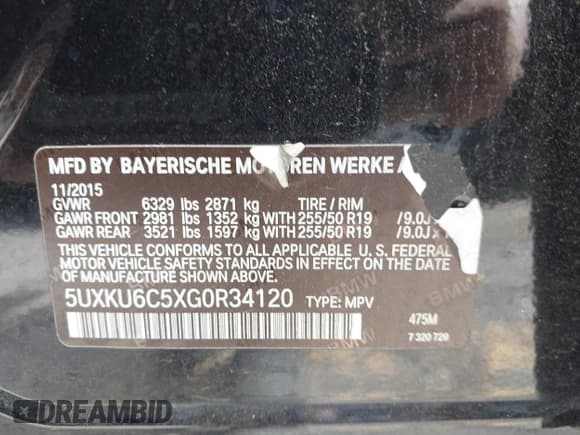 MFD BY BAYERISCHE MOTOREN WERKE A
11/2015
GVWR 6329 lbs 2871 kg TIRE / RIM
GAWR FRONT 2981 lbs 1352 kg WITH 255/50 R19 /9.0J
GAWR REAR 3521 lbs 1597 kg WITH 255/50 R19 /9.0J x
THIS VEHICLE CONFORMS TO ALL APPLICABLE U. S. FEDERAL
MOTOR VEHICLE SAFETY STANDARDS IN EFFECT ON THE DATE
OF MANUFACTURE SHOWN ABOVE.
5UXKU6C5XG0R34120 TYPE: MPV
475M
7 320 729
DREAMBID